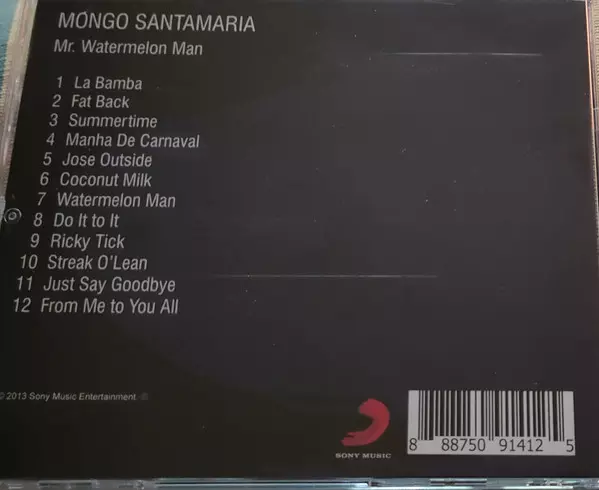 MONGO SANTAMARIA
Mr. Watermelon Man
1 La Bamba
2 Fat Back
3 Summertime
4 Manha De Carnaval
5 Jose Outside
6 Coconut Milk
7 Watermelon Man
8 Do It to It
9 Ricky Tick
10 Streak O'Lean
11 Just Say Goodbye
12 From Me to You All
© 2013 Sony Music Entertainment.
SONY MUSIC
8 88750 91412 5